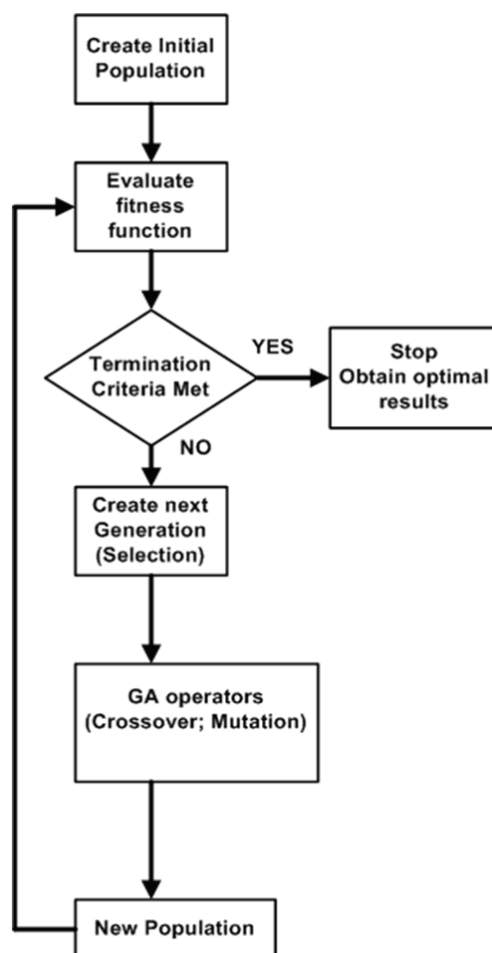 Create Initial
Population
Evaluate
fitness
function
Termination
Criteria Met
YES
Stop
Obtain optimal
results
NO
Create next
Generation
(Selection)
GA operators
(Crossover; Mutation)
New Population